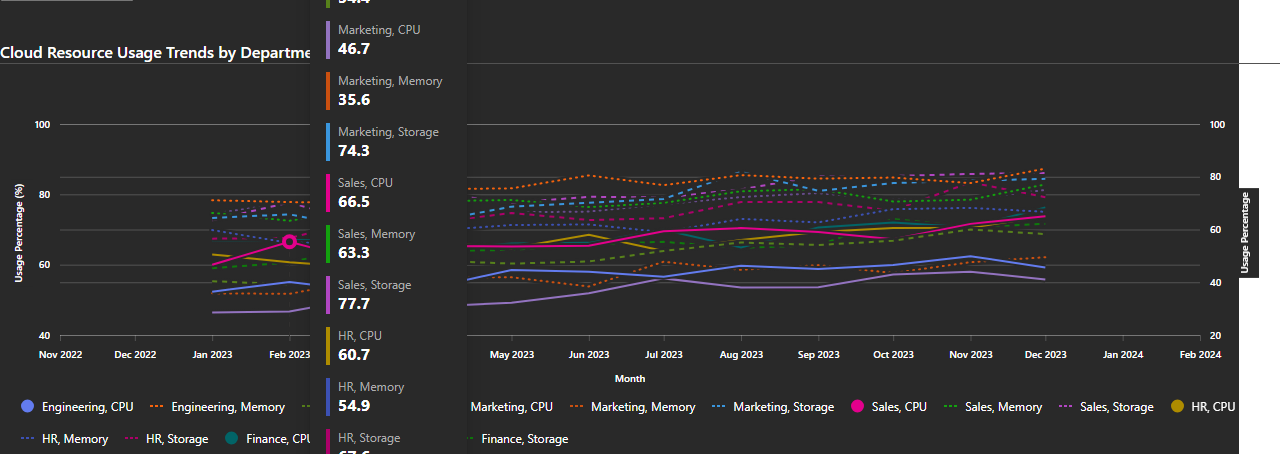 Marketing, CPU
46.7
Cloud Resource Usage Trends by Departme
Marketing, Memory
35.6
100
Marketing, Storage
74.3
100
Usage Percentage (%)
80
Sales, CPU
66.5
80
Sales, Memory
63.3
60
60
Usage Percentage
Sales, Storage
77.7
40
40
HR, CPU
60.7
20
Nov 2022 Dec 2022 Jan 2023 Feb 2023 May 2023 Jun 2023 Jul 2023 Aug 2023 Sep 2023 Oct 2023 Nov 2023 Dec 2023 Jan 2024 Feb 2024
Month
HR, Memory
54.9
Engineering, CPU Engineering, Memory Marketing, CPU Marketing, Memory Marketing, Storage Sales, CPU Sales, Memory Sales, Storage HR, CPU
HR, Storage
HR, Memory HR, Storage Finance, CPU Finance, Storage